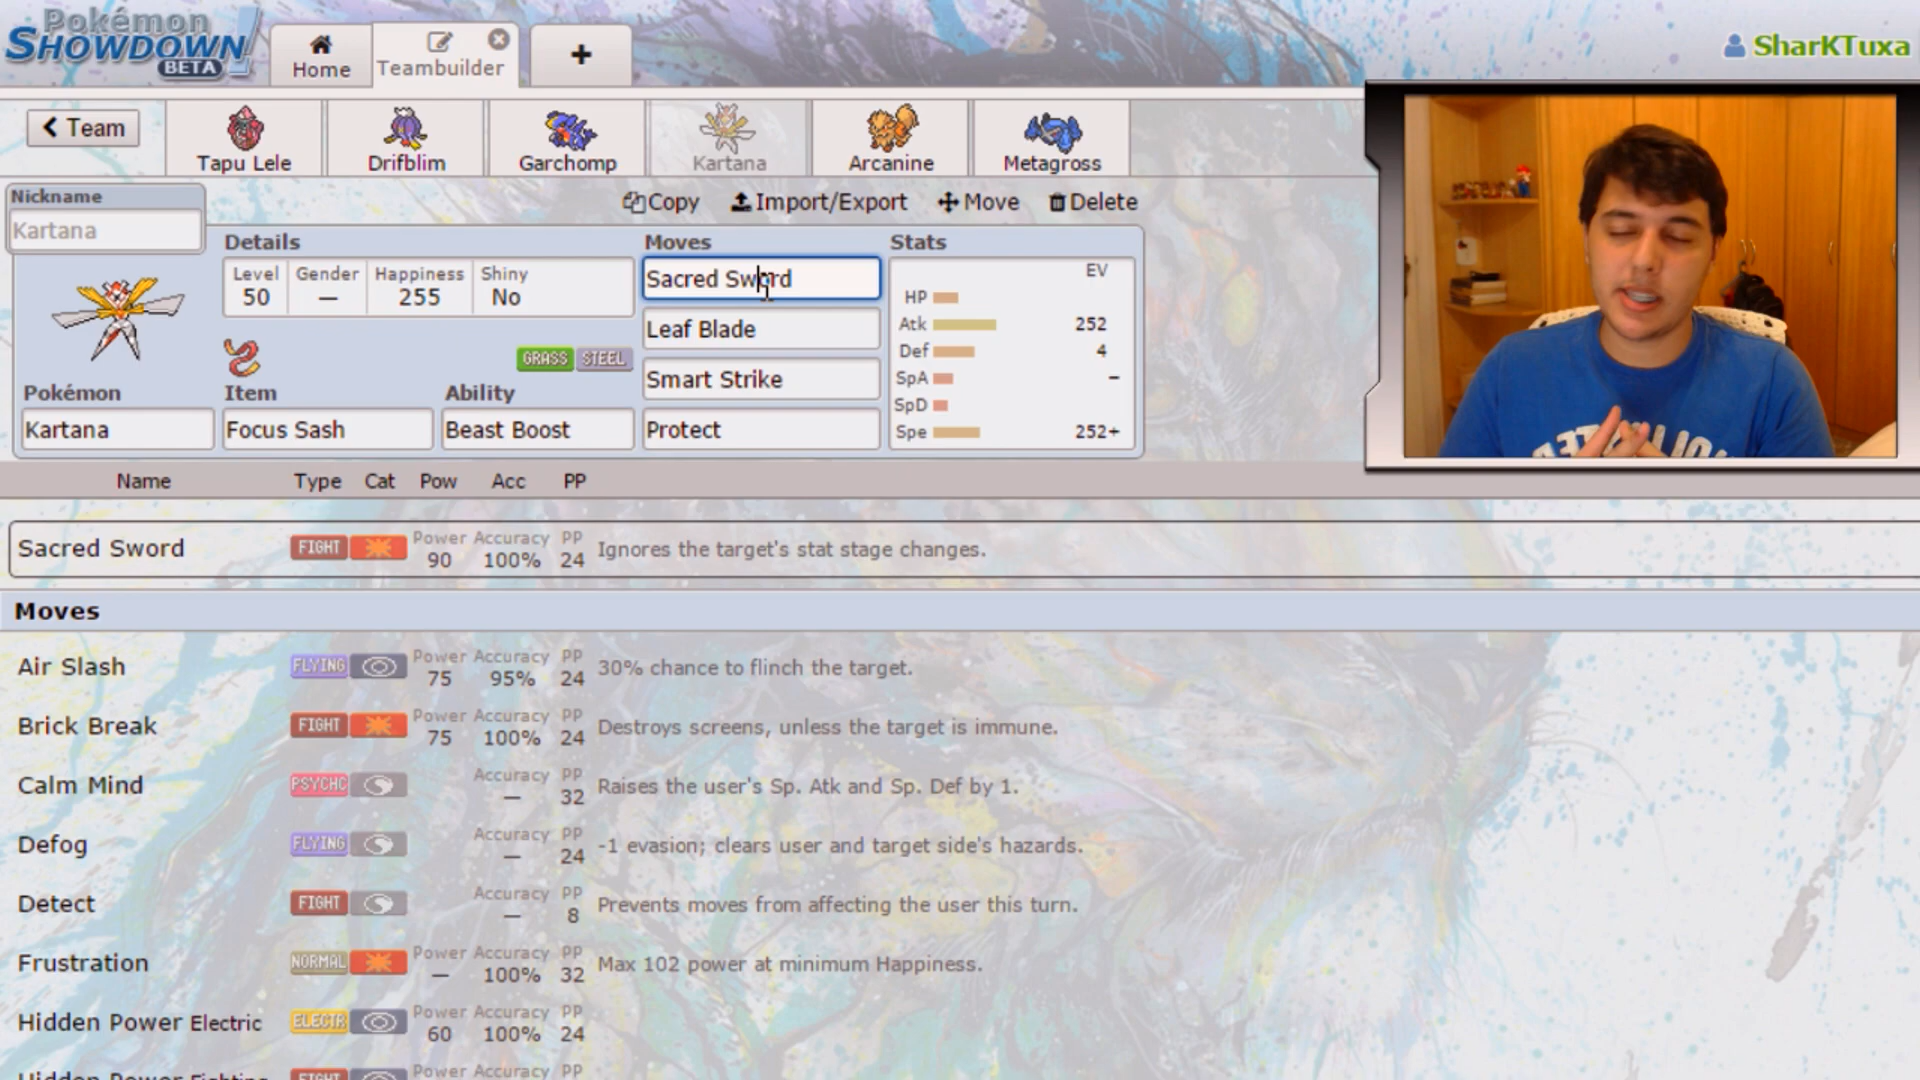 Pokémon
SHOWDOWN!
BETA
Home
Teambuilder
+
SharKTuxa
Team
Tapu Lele
Drifblim
Garchomp
Kartana
Arcanine
Metagross
Copy
Import/Export
Move
Delete
Nickname
Kartana
Details
Level
50
Gender
—
Happiness
255
Shiny
No
GRASS
STEEL
Pokémon
Kartana
Item
Focus Sash
Ability
Beast Boost
Moves
Sacred Sword
Leaf Blade
Smart Strike
Protect
Stats
EV
HP
Atk 252
Def 4
SpA –
SpD
Spe 252+
Name Type Cat Pow Acc PP
Sacred Sword FIGHT Power 90 Accuracy 100% PP 24 Ignores the target's stat stage changes.
Moves
Air Slash FLYING Power 75 Accuracy 95% PP 24 30% chance to flinch the target.
Brick Break FIGHT Power 75 Accuracy 100% PP 24 Destroys screens, unless the target is immune.
Calm Mind PSYCHC Accuracy — PP 32 Raises the user's Sp. Atk and Sp. Def by 1.
Defog FLYING Accuracy — PP 24 -1 evasion; clears user and target side's hazards.
Detect FIGHT Accuracy — PP 8 Prevents moves from affecting the user this turn.
Frustration NORMAL Power — Accuracy 100% PP 32 Max 102 power at minimum Happiness.
Hidden Power Electric ELECTR Power 60 Accuracy 100% PP 24
Hidden Power Fighting FIGHT Power Accuracy PP